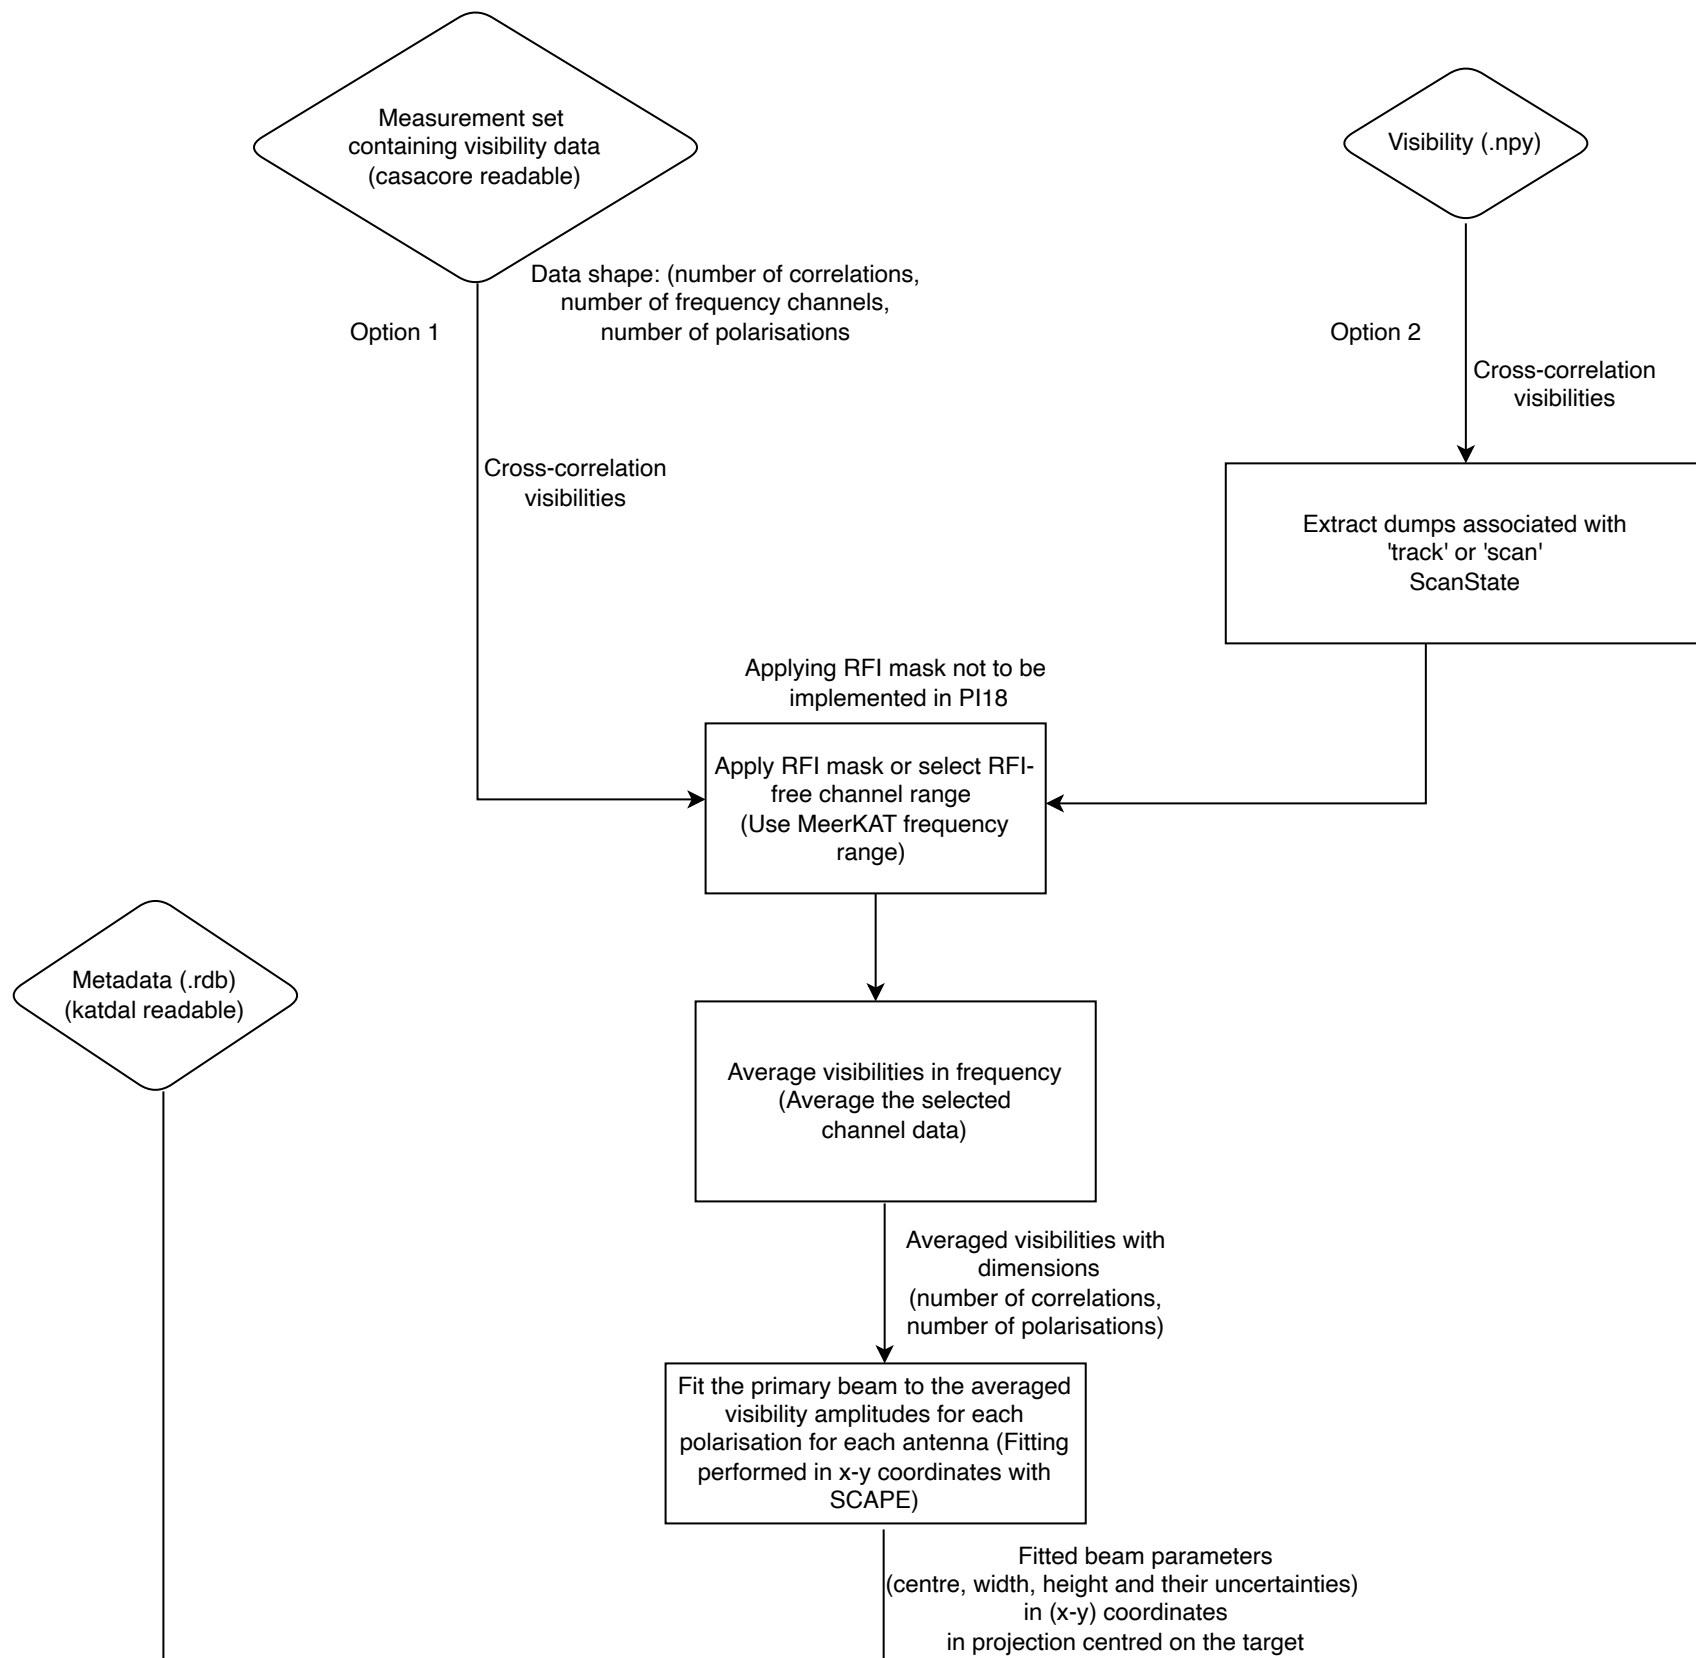 Measurement set
containing visibility data
(casacore readable)
Visibility (.npy)
Data shape: (number of correlations,
number of frequency channels,
number of polarisations
Option 1
Option 2
Cross-correlation
visibilities
Cross-correlation
visibilities
Extract dumps associated with
'track' or 'scan'
ScanState
Applying RFI mask not to be
implemented in PI18
Apply RFI mask or select RFI-
free channel range
(Use MeerKAT frequency
range)
Metadata (.rdb)
(katdal readable)
Average visibilities in frequency
(Average the selected
channel data)
Averaged visibilities with
dimensions
(number of correlations,
number of polarisations)
Fit the primary beam to the averaged
visibility amplitudes for each
polarisation for each antenna (Fitting
performed in x-y coordinates with
SCAPE)
Fitted beam parameters
(centre, width, height and their uncertainties)
in (x-y) coordinates
in projection centred on the target